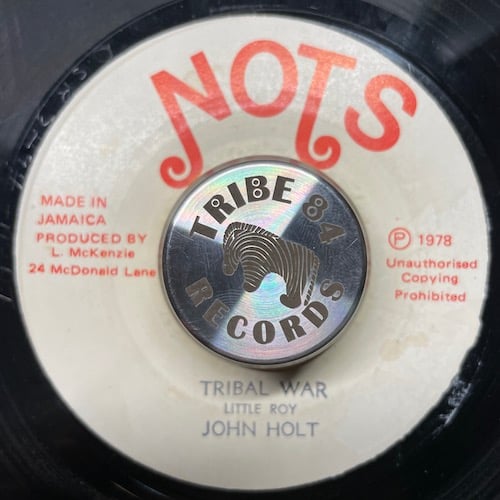 NOTS
TRIBE 84
RECORDS
MADE IN
JAMAICA
PRODUCED BY
L. McKenzie
24 McDonald Lane
Ⓟ 1978
Unauthorised
Copying
Prohibited
TRIBAL WAR
LITTLE ROY
JOHN HOLT